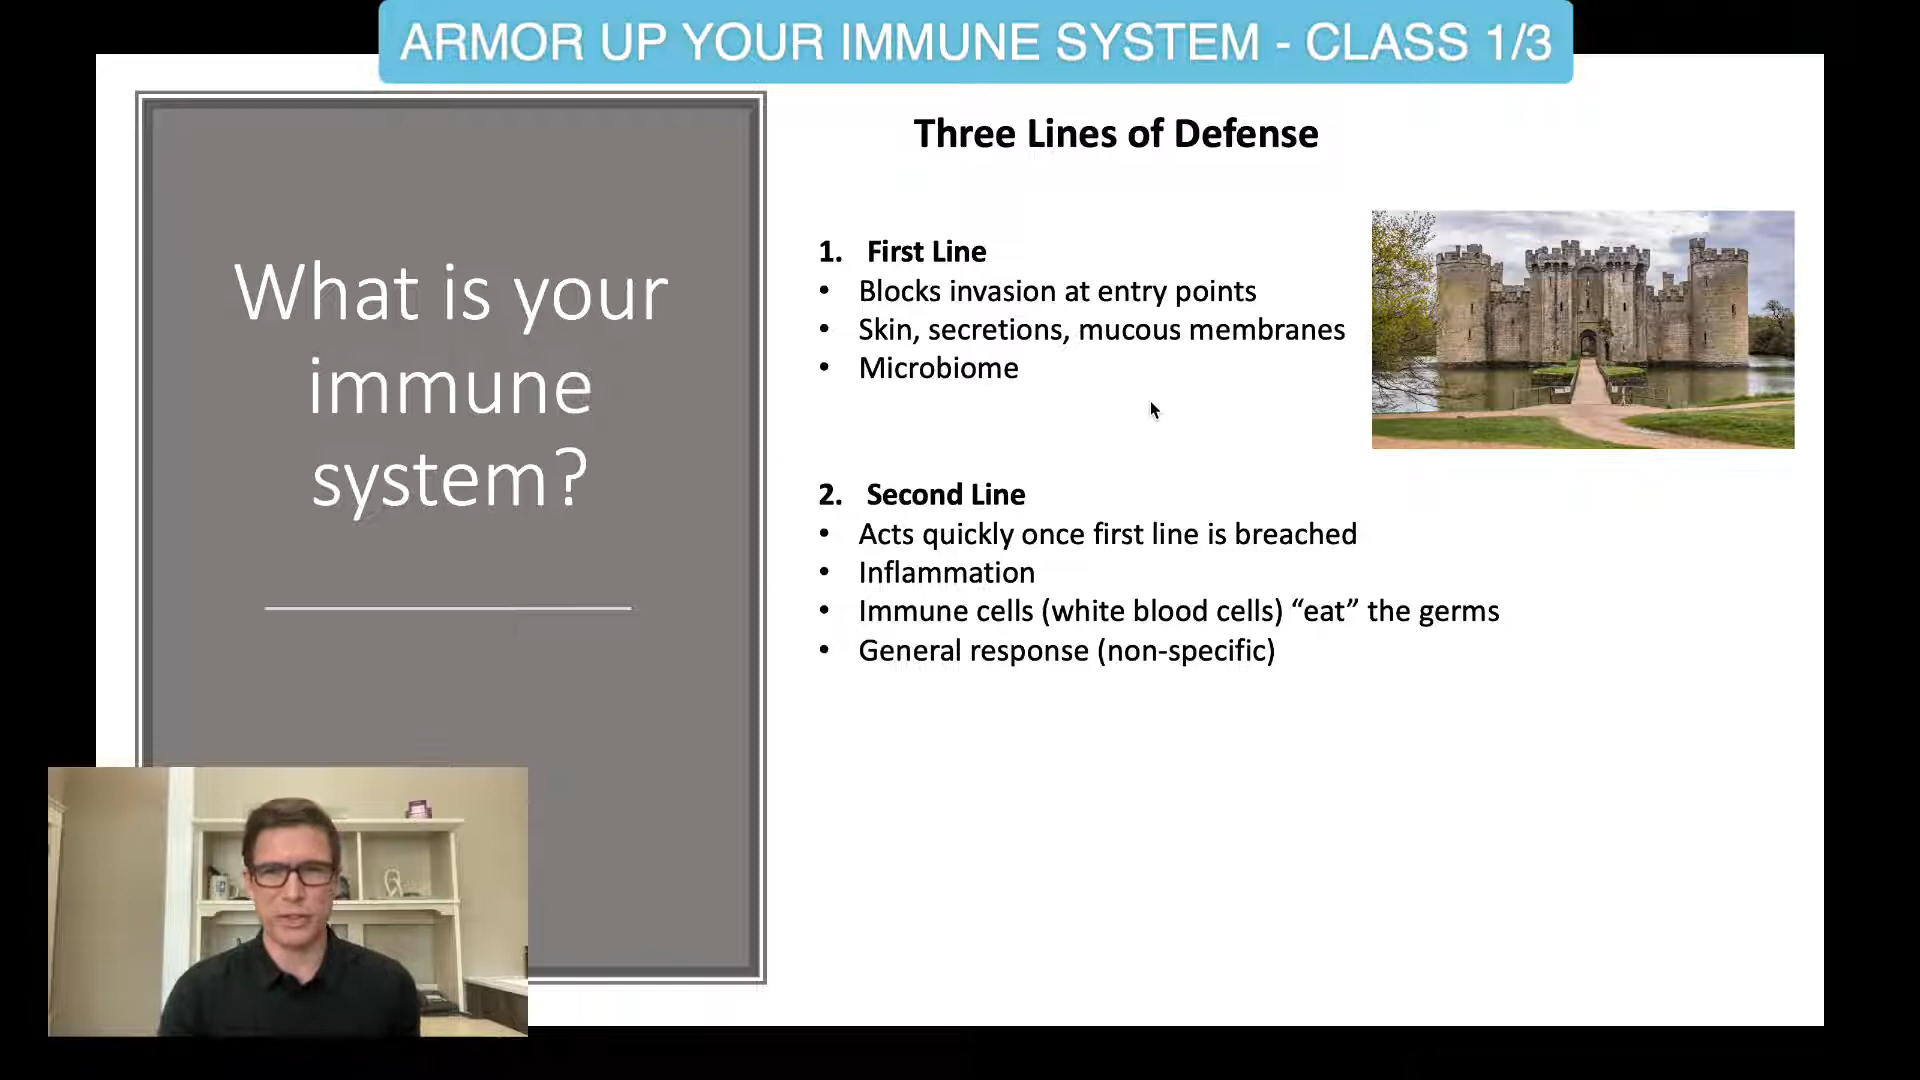 ARMOR UP YOUR IMMUNE SYSTEM - CLASS 1/3
What is your
immune
system?
Three Lines of Defense
1. First Line
• Blocks invasion at entry points
• Skin, secretions, mucous membranes
• Microbiome
2. Second Line
• Acts quickly once first line is breached
• Inflammation
• Immune cells (white blood cells) “eat” the germs
• General response (non-specific)